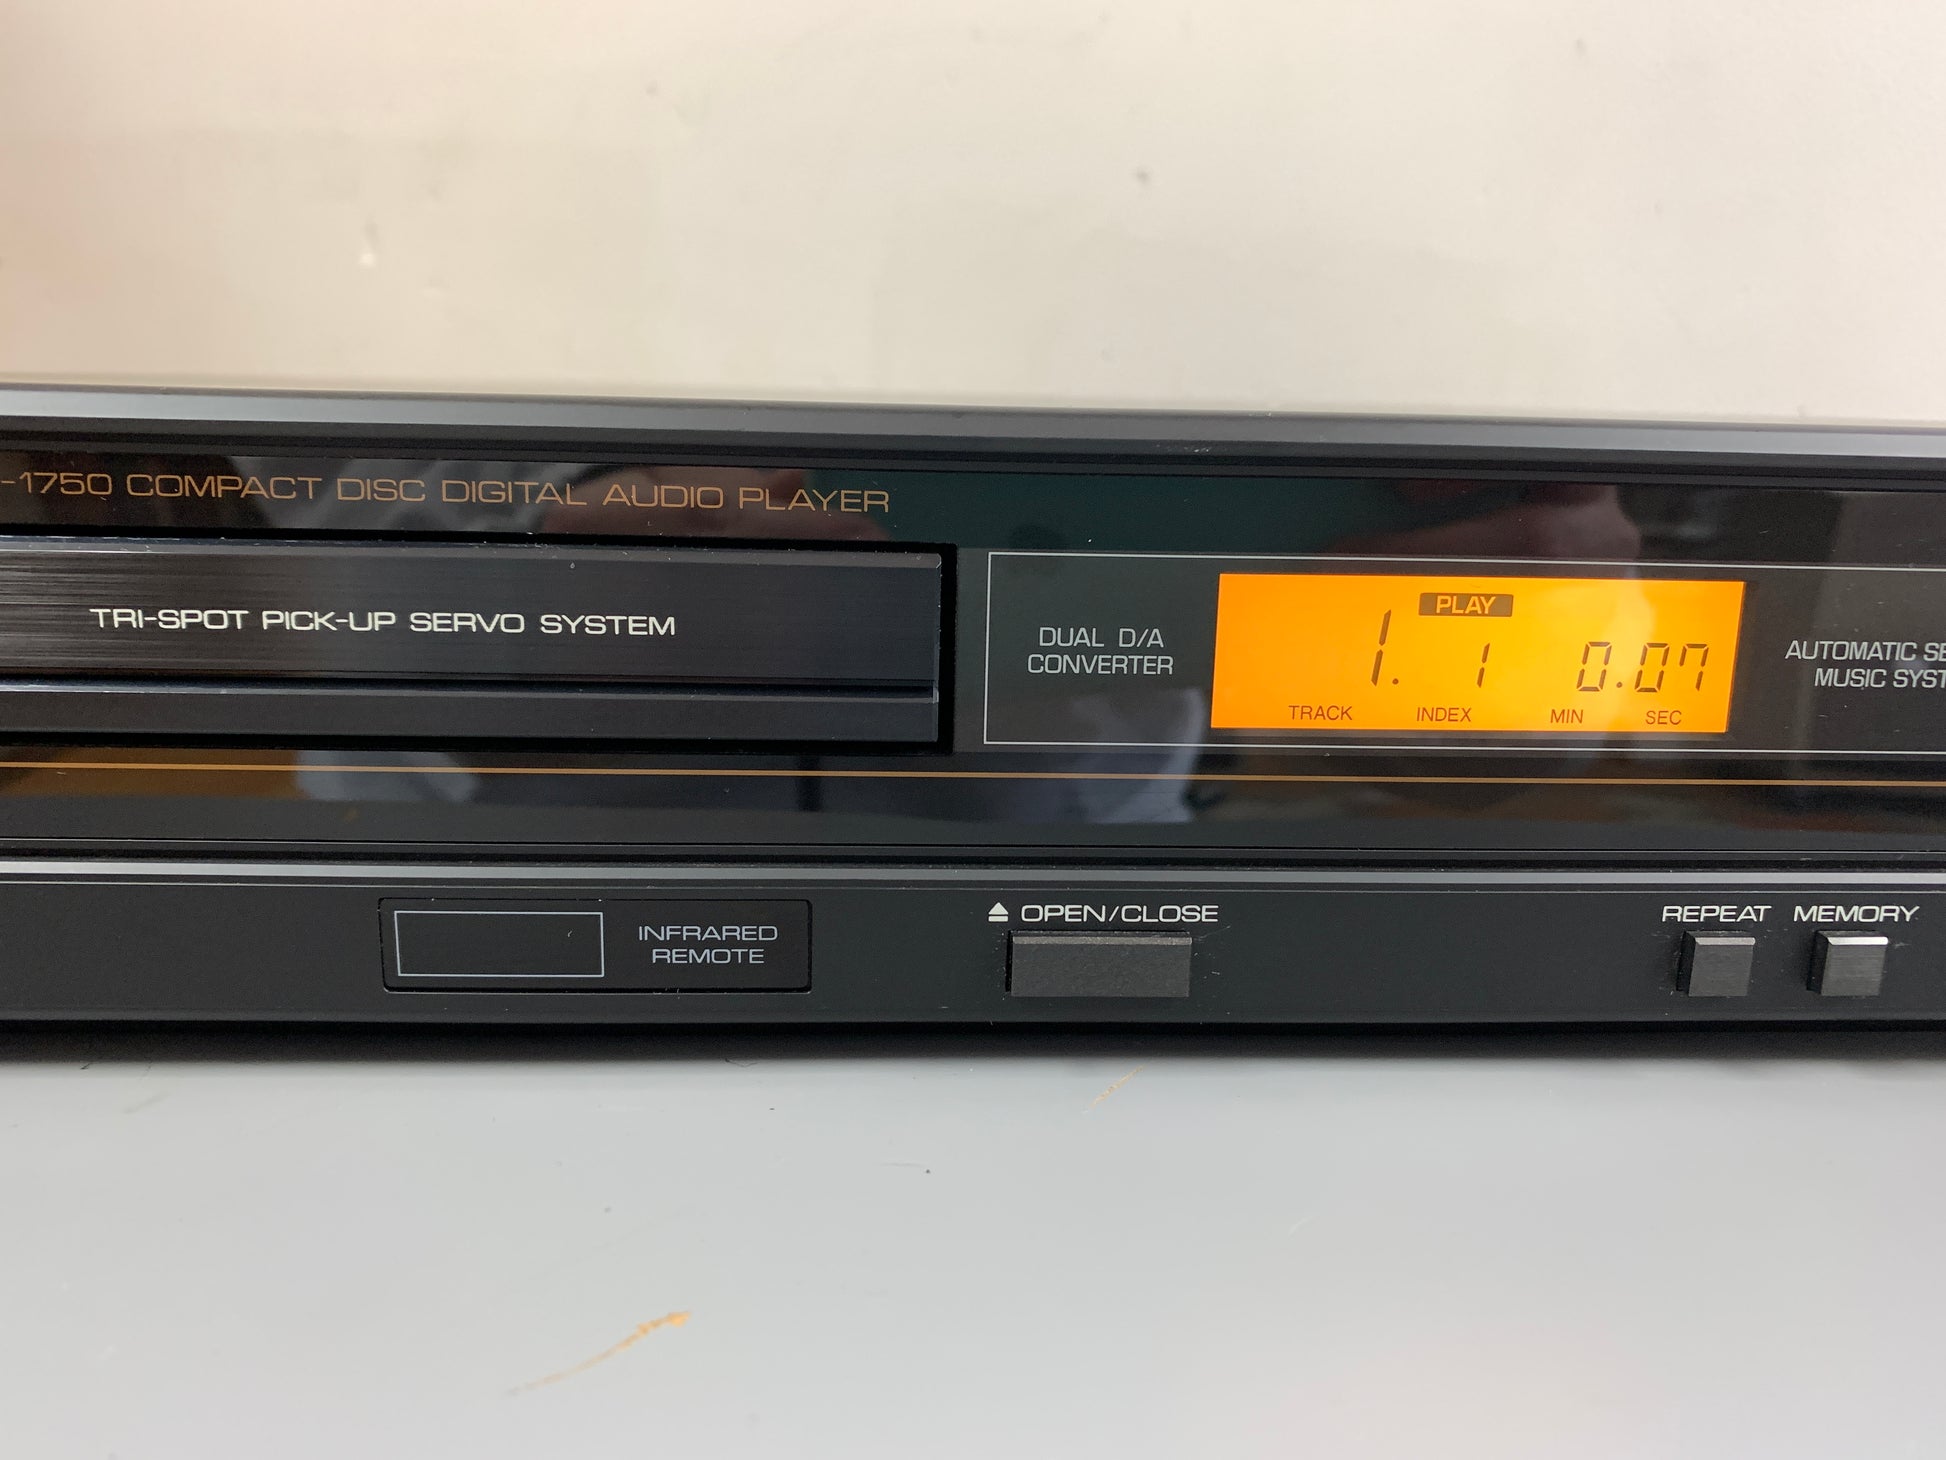 -1750 COMPACT DISC DIGITAL AUDIO PLAYER
TRI-SPOT PICK-UP SERVO SYSTEM
DUAL D/A
CONVERTER
PLAY
1. 1 0.07
TRACK INDEX MIN SEC
AUTOMATIC SE
MUSIC SYST
INFRARED
REMOTE
OPEN/CLOSE
REPEAT MEMORY